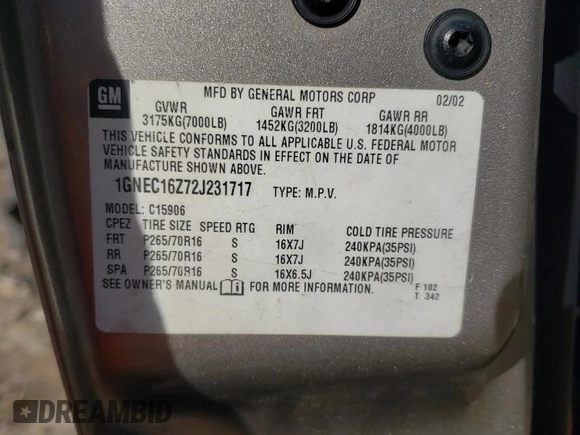 GM
MFD BY GENERAL MOTORS CORP 02/02
GVWR GAWR FRT GAWR RR
3175KG(7000LB) 1452KG(3200LB) 1814KG(4000LB)
THIS VEHICLE CONFORMS TO ALL APPLICABLE U.S. FEDERAL MOTOR
VEHICLE SAFETY STANDARDS IN EFFECT ON THE DATE OF
MANUFACTURE SHOWN ABOVE.
1GNEC16Z72J231717 TYPE: M.P.V.
MODEL: C15906
CPEZ TIRE SIZE SPEED RTG RIM COLD TIRE PRESSURE
FRT P265/70R16 S 16X7J 240KPA(35PSI)
RR P265/70R16 S 16X7J 240KPA(35PSI)
SPA P265/70R16 S 16X6.5J 240KPA(35PSI)
SEE OWNER'S MANUAL FOR MORE INFORMATION. F 102
T 342
DREAMBID